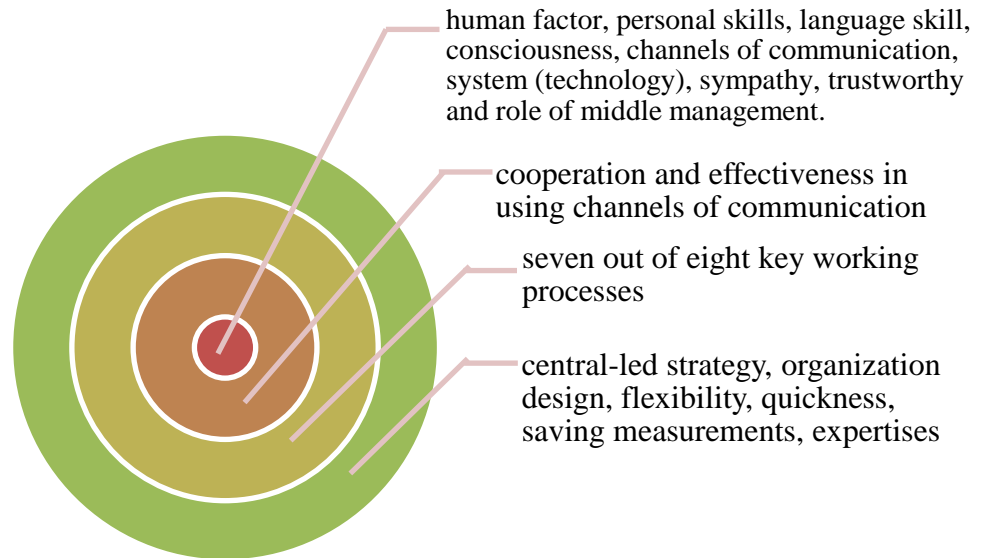 human factor, personal skills, language skill,
consciousness, channels of communication,
system (technology), sympathy, trustworthy
and role of middle management.
cooperation and effectiveness in
using channels of communication
seven out of eight key working
processes
central-led strategy, organization
design, flexibility, quickness,
saving measurements, expertises